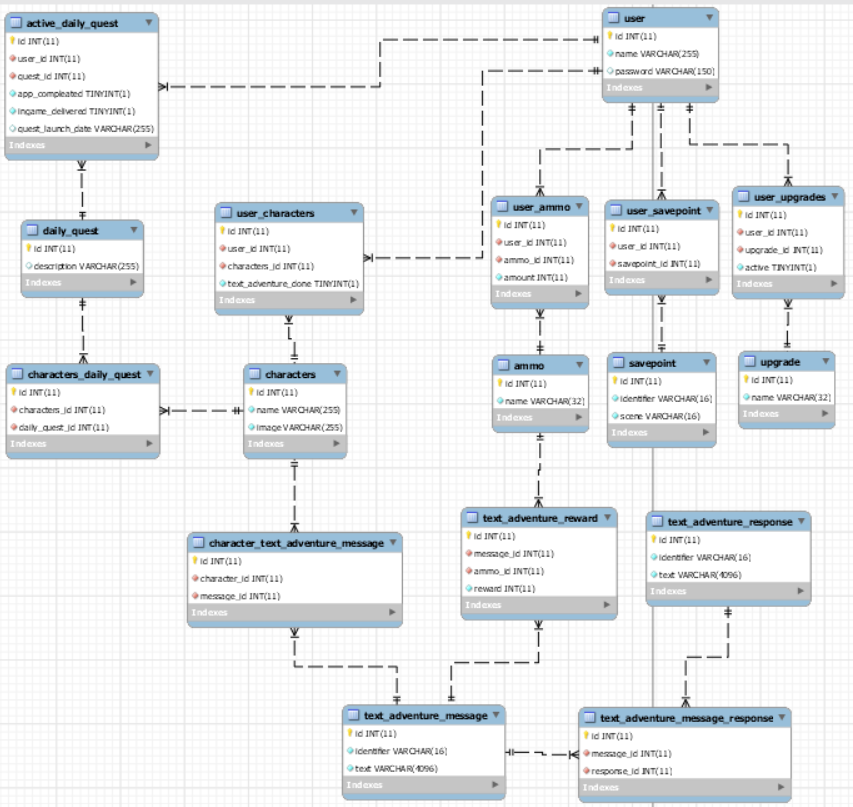 active_daily_quest
id INT(11)
user_id INT(11)
quest_id INT(11)
app_compleated TINYINT(1)
ingame_delivered TINYINT(1)
quest_launch_date VARCHAR(255)
Indexes
user
id INT(11)
name VARCHAR(255)
password VARCHAR(150)
Indexes
daily_quest
id INT(11)
description VARCHAR(255)
Indexes
user_characters
id INT(11)
user_id INT(11)
characters_id INT(11)
text_adventure_done TINYINT(1)
Indexes
user_ammo
id INT(11)
user_id INT(11)
ammo_id INT(11)
amount INT(11)
Indexes
user_savepoint
id INT(11)
user_id INT(11)
savepoint_id INT(11)
Indexes
user_upgrades
id INT(11)
user_id INT(11)
upgrade_id INT(11)
active TINYINT(1)
Indexes
characters_daily_quest
id INT(11)
characters_id INT(11)
daily_quest_id INT(11)
Indexes
characters
id INT(11)
name VARCHAR(255)
image VARCHAR(255)
Indexes
ammo
id INT(11)
name VARCHAR(32)
Indexes
savepoint
id INT(11)
identifier VARCHAR(16)
scene VARCHAR(16)
Indexes
upgrade
id INT(11)
name VARCHAR(32)
Indexes
character_text_adventure_message
id INT(11)
character_id INT(11)
message_id INT(11)
Indexes
text_adventure_reward
id INT(11)
message_id INT(11)
ammo_id INT(11)
reward INT(11)
Indexes
text_adventure_response
id INT(11)
identifier VARCHAR(16)
text VARCHAR(4096)
Indexes
text_adventure_message
id INT(11)
identifier VARCHAR(16)
text VARCHAR(4096)
Indexes
text_adventure_message_response
id INT(11)
message_id INT(11)
response_id INT(11)
Indexes